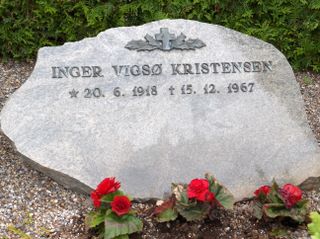 INGER VIGSØ KRISTENSEN
* 20. 6. 1918 † 15. 12. 1967